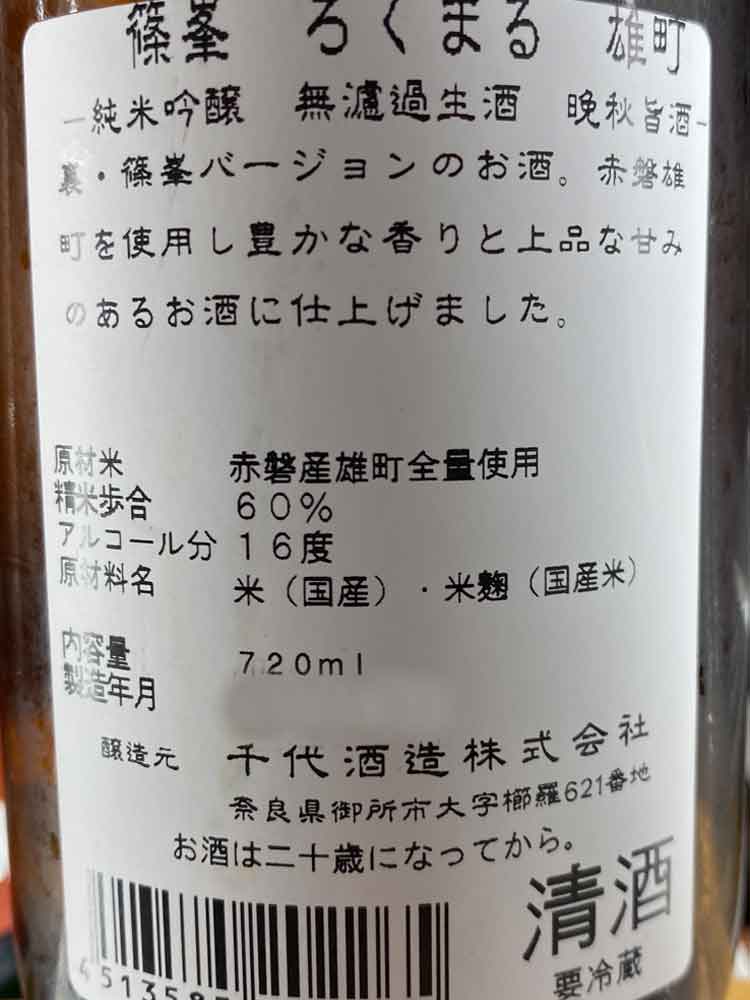 篠峯 ろくまる 雄町
―純米吟醸 無濾過生酒 晩秋旨酒―
裏・篠峯バージョンのお酒。赤磐雄
町を使用し豊かな香りと上品な甘み
のあるお酒に仕上げました。
原材米 赤磐産雄町全量使用
精米歩合 60%
アルコール分 16度
原材料名 米（国産）・米麹（国産米）
内容量 720ml
製造年月
醸造元 千代酒造株式会社
奈良県御所市大字櫛羅621番地
お酒は二十歳になってから。
清酒
要冷蔵
451358